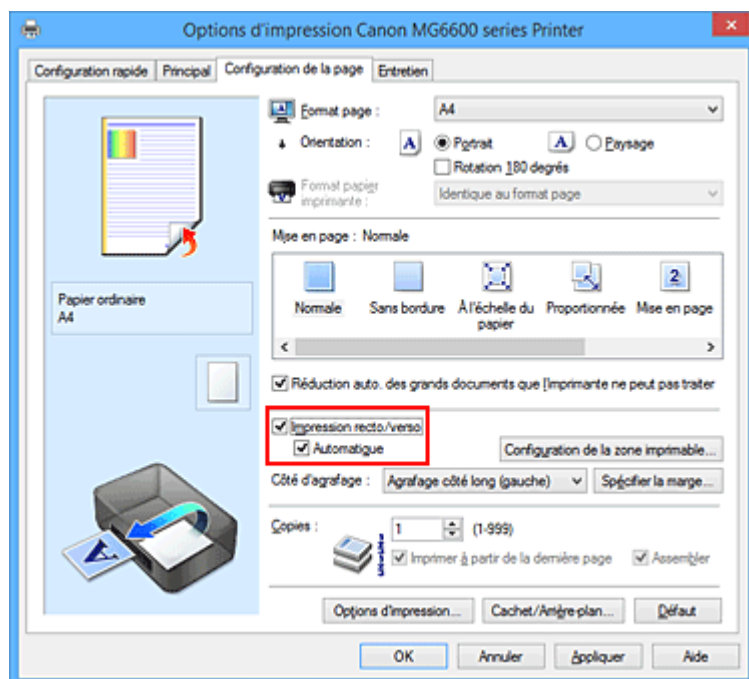 Options d'impression Canon MG6600 series Printer
Configuration rapide Principal Configuration de la page Entretien
Format page : A4
Orientation : A Portrait A Paysage
Rotation 180 degrés
Format papier
imprimante : Identique au format page
Mise en page : Normale
2
Normale Sans bordure À l'échelle du Proportionnée Mise en page
papier
Papier ordinaire
A4
Réduction auto. des grands documents que l'imprimante ne peut pas traiter
Impression recto/verso
Automatique Configuration de la zone imprimable...
Côté d'agrafage : Agrafage côté long (gauche) Spécifier la marge...
Copies : 1 (1-999)
Imprimer à partir de la dernière page Assembler
A
Options d'impression... Cachet/Arrière-plan... Défaut
OK Annuler Appliquer Aide